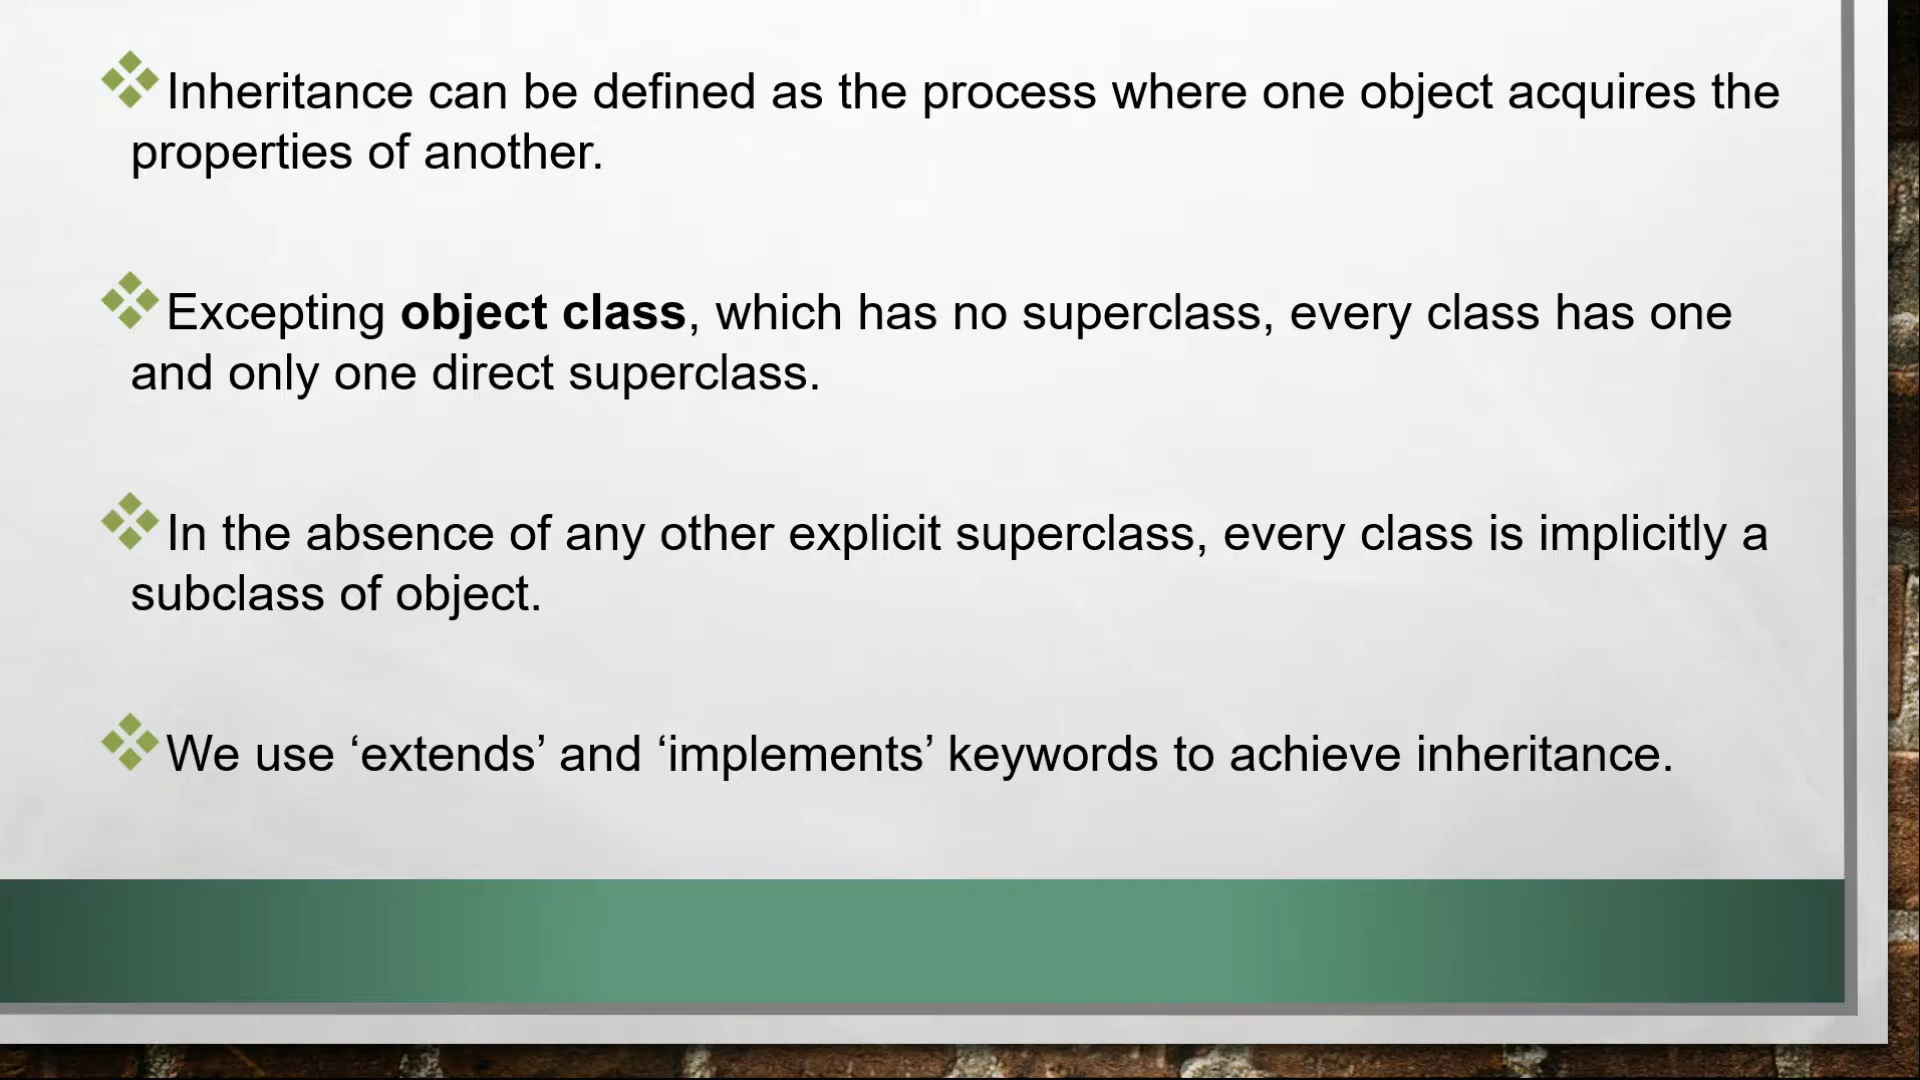 Inheritance can be defined as the process where one object acquires the
properties of another.
Excepting object class, which has no superclass, every class has one
and only one direct superclass.
In the absence of any other explicit superclass, every class is implicitly a
subclass of object.
We use ‘extends’ and ‘implements’ keywords to achieve inheritance.